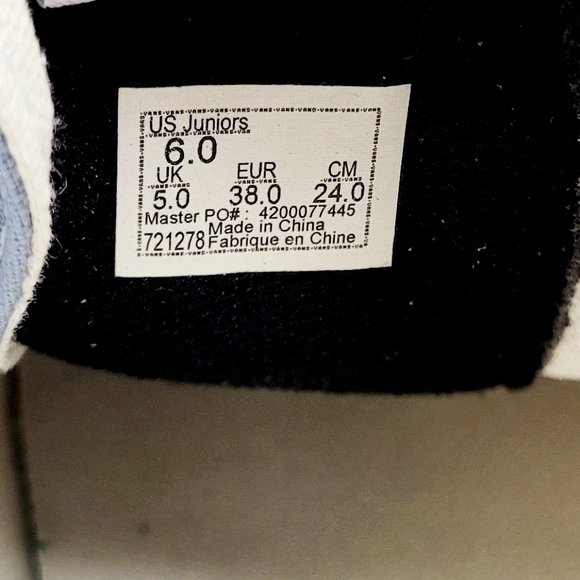 US Juniors
6.0
UK EUR CM
5.0 38.0 24.0
Master PO#: 4200077445
Made in China
721278 Fabrique en Chine